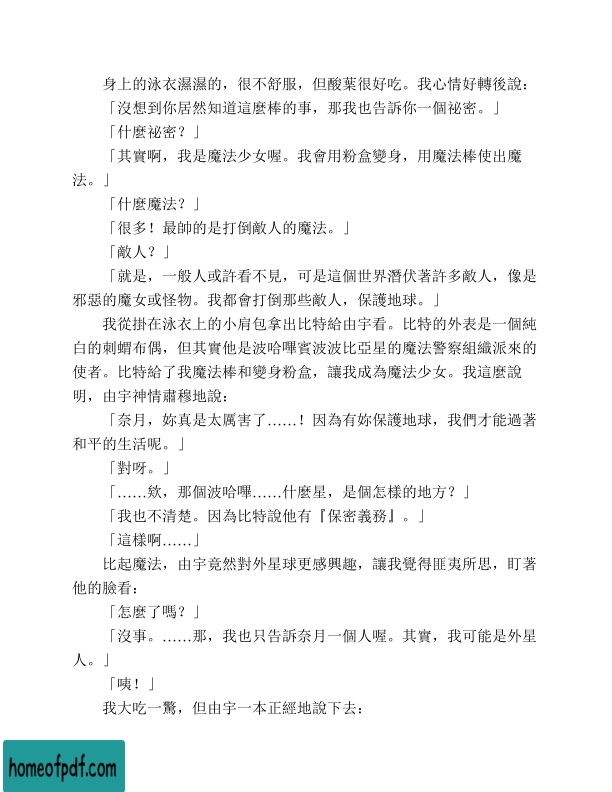 身上的泳衣濕濕的，很不舒服，但酸葉很好吃。我心情好轉後說：
「沒想到你居然知道這麼棒的事，那我也告訴你一個祕密。」
「什麼祕密？」
「其實啊，我是魔法少女喔。我會用粉盒變身，用魔法棒使出魔
法。」
「什麼魔法？」
「很多！最帥的是打倒敵人的魔法。」
「敵人？」
「就是，一般人或許看不見，可是這個世界潛伏著許多敵人，像是
邪惡的魔女或怪物。我都會打倒那些敵人，保護地球。」
我從掛在泳衣上的小肩包拿出比特給由宇看。比特的外表是一個純
白的刺蝟布偶，但其實他是波哈嗶賓波波比亞星的魔法警察組織派來的
使者。比特給了我魔法棒和變身粉盒，讓我成為魔法少女。我這麼說
明，由宇神情肅穆地說：
「奈月，妳真是太厲害了……！因為有妳保護地球，我們才能過著
和平的生活呢。」
「對呀。」
「……欸，那個波哈嗶……什麼星，是個怎樣的地方？」
「我也不清楚。因為比特說他有『保密義務』。」
「這樣啊……」
比起魔法，由宇竟然對外星球更感興趣，讓我覺得匪夷所思，盯著
他的臉看：
「怎麼了嗎？」
「沒事。……那，我也只告訴奈月一個人喔。其實，我可能是外星
人。」
「咦！」
我大吃一驚，但由宇一本正經地說下去：
homeofpdf.com